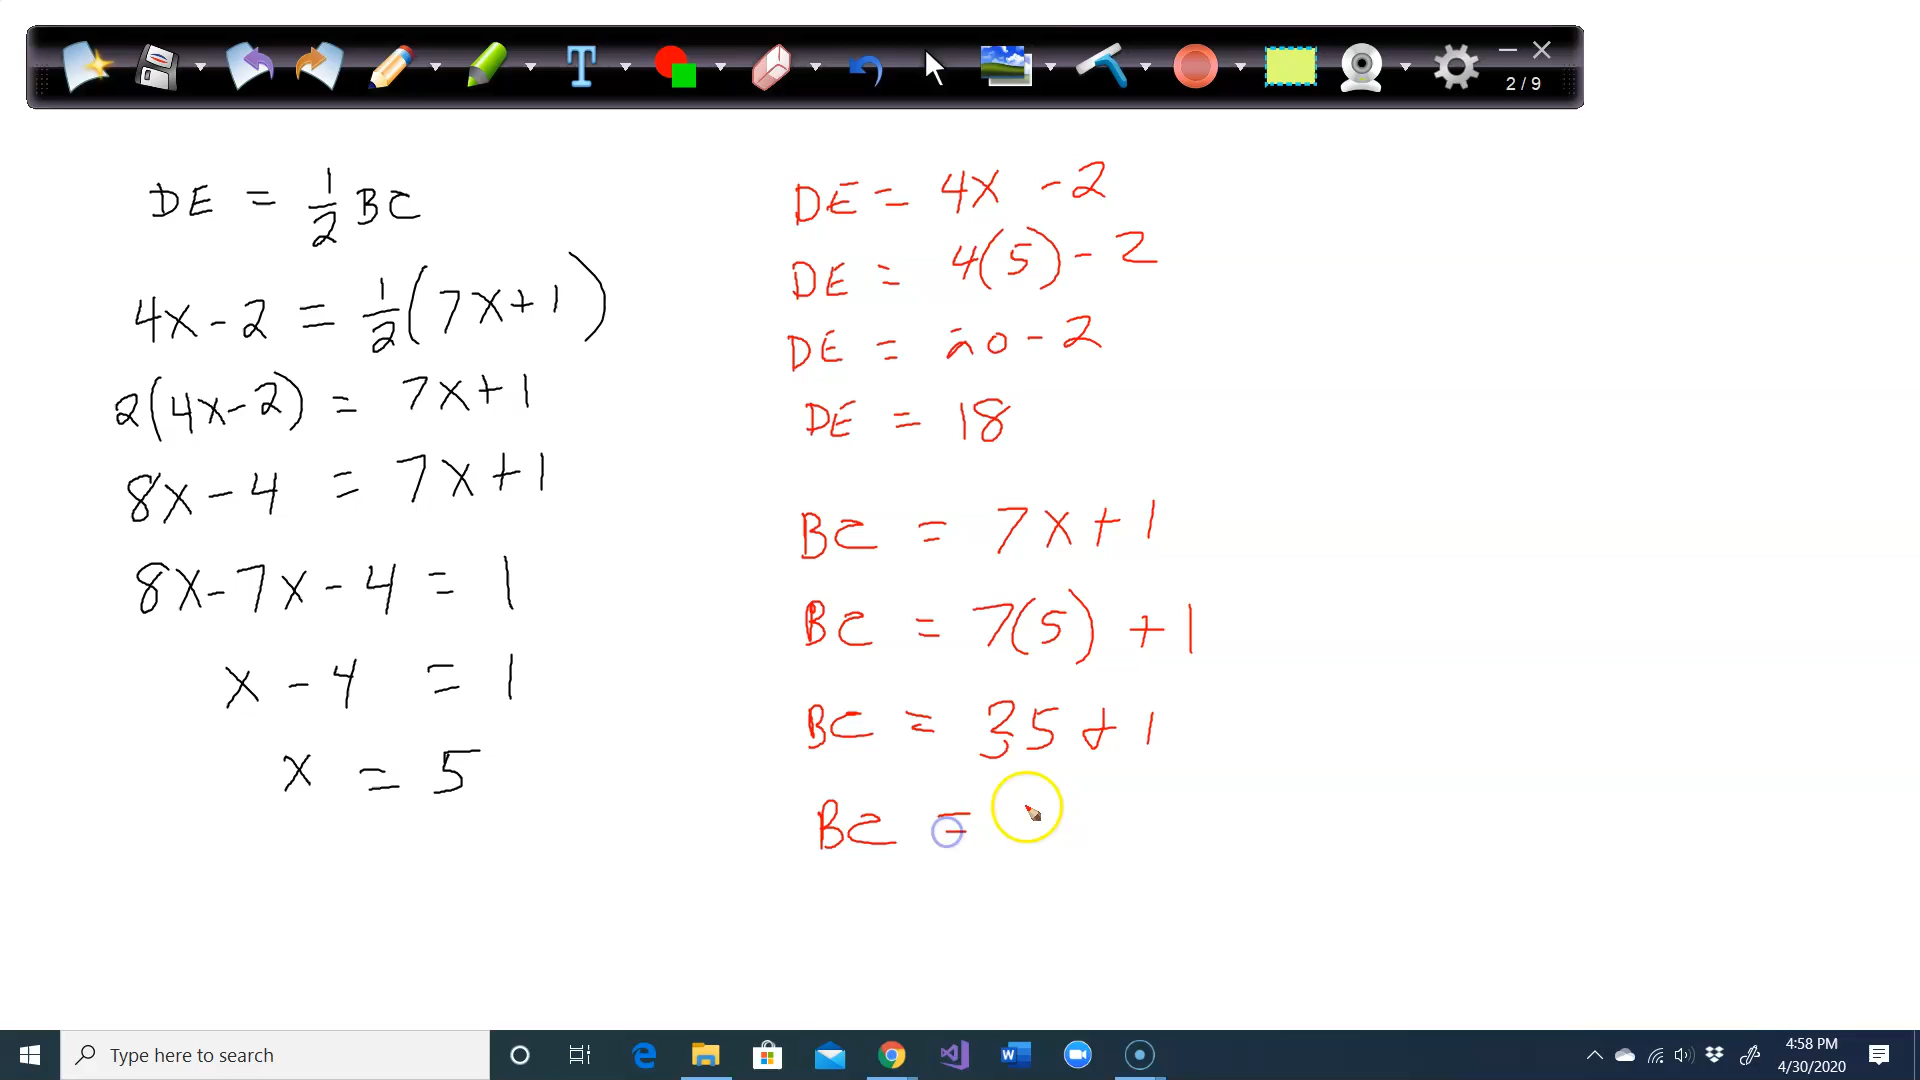 2 / 9
DE = 1/2 BC
4x - 2 = 1/2 (7x + 1)
2(4x - 2) = 7x + 1
8x - 4 = 7x + 1
8x - 7x - 4 = 1
x - 4 = 1
x = 5
DE = 4x - 2
DE = 4(5) - 2
DE = 20 - 2
DE = 18
BC = 7x + 1
BC = 7(5) + 1
BC = 35 + 1
BC =
Type here to search
4:58 PM
4/30/2020